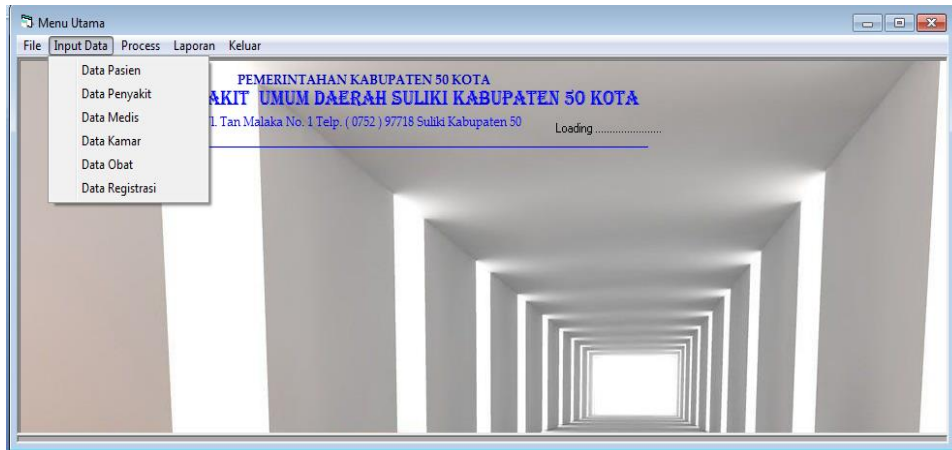 Menu Utama
File Input Data Process Laporan Keluar
Data Pasien
Data Penyakit
Data Medis
Data Kamar
Data Obat
Data Registrasi
PEMERINTAHAN KABUPATEN 50 KOTA
AKIT UMUM DAERAH SULIKI KABUPATEN 50 KOTA
l. Tan Malaka No. 1 Telp. ( 0752 ) 97718 Suliki Kabupaten 50
Loading ......................